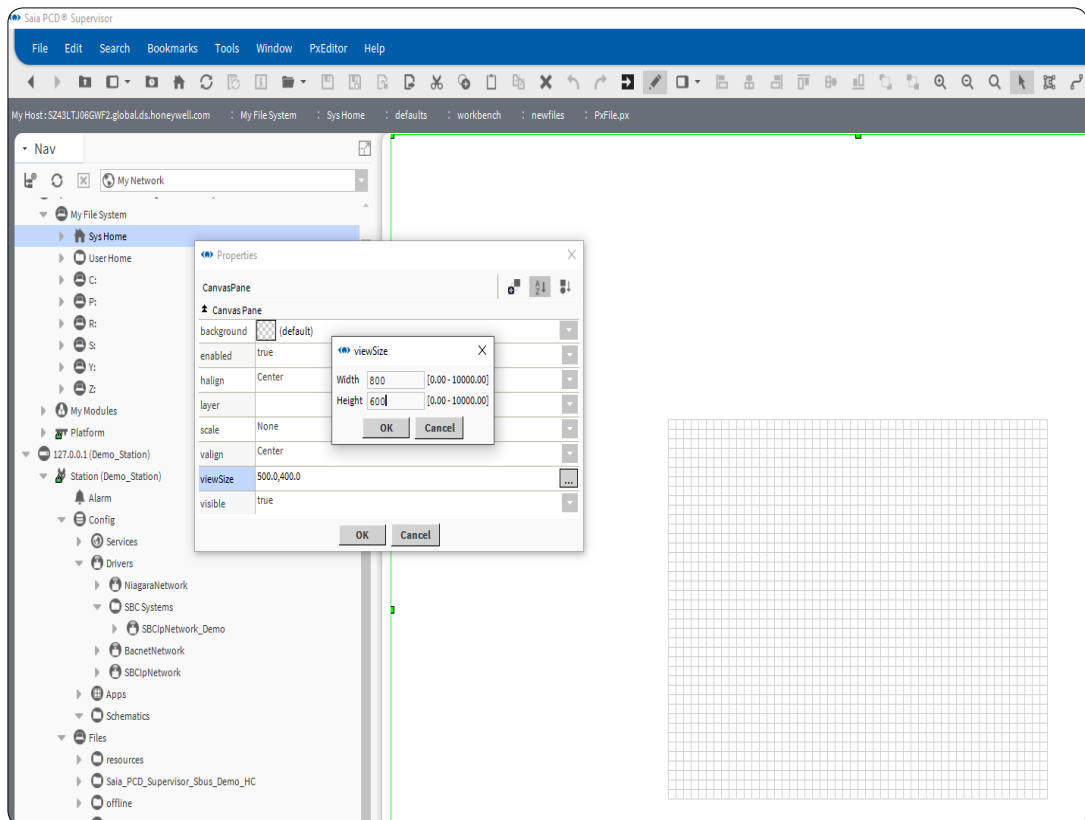 Saia PCD® Supervisor
File Edit Search Bookmarks Tools Window PxEditor Help
My Host : SZ43LTJ06GWF2.global.ds.honeywell.com : My File System : Sys Home : defaults : workbench : newfiles : PxFile.px
Nav
My Network
My File System
Sys Home
User Home
C:
P:
R:
S:
Y:
Z:
My Modules
Platform
127.0.0.1 (Demo_Station)
Station (Demo_Station)
Alarm
Config
Services
Drivers
NiagaraNetwork
SBC Systems
SBCIpNetwork_Demo
BacnetNetwork
SBCIpNetwork
Apps
Schematics
Files
resources
Saia_PCD_Supervisor_Sbus_Demo_HC
offline
Properties X
CanvasPane
Canvas Pane
background (default)
enabled true
halign Center
layer
scale None
valign Center
viewSize 500.0,400.0 ...
visible true
OK Cancel
viewSize X
Width 800 [0.00 - 10000.00]
Height 600 [0.00 - 10000.00]
OK Cancel